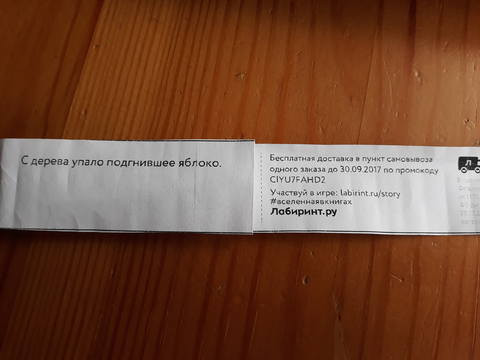 С дерева упало подгнившее яблоко.
Бесплатная доставка в пункт самовывоза
одного заказа до 30.09.2017 по промокоду
CIYU7FAHD2
Участвуй в игре: labirint.ru/story
#вселеннаявкнигах
Лабиринт.ру
Л